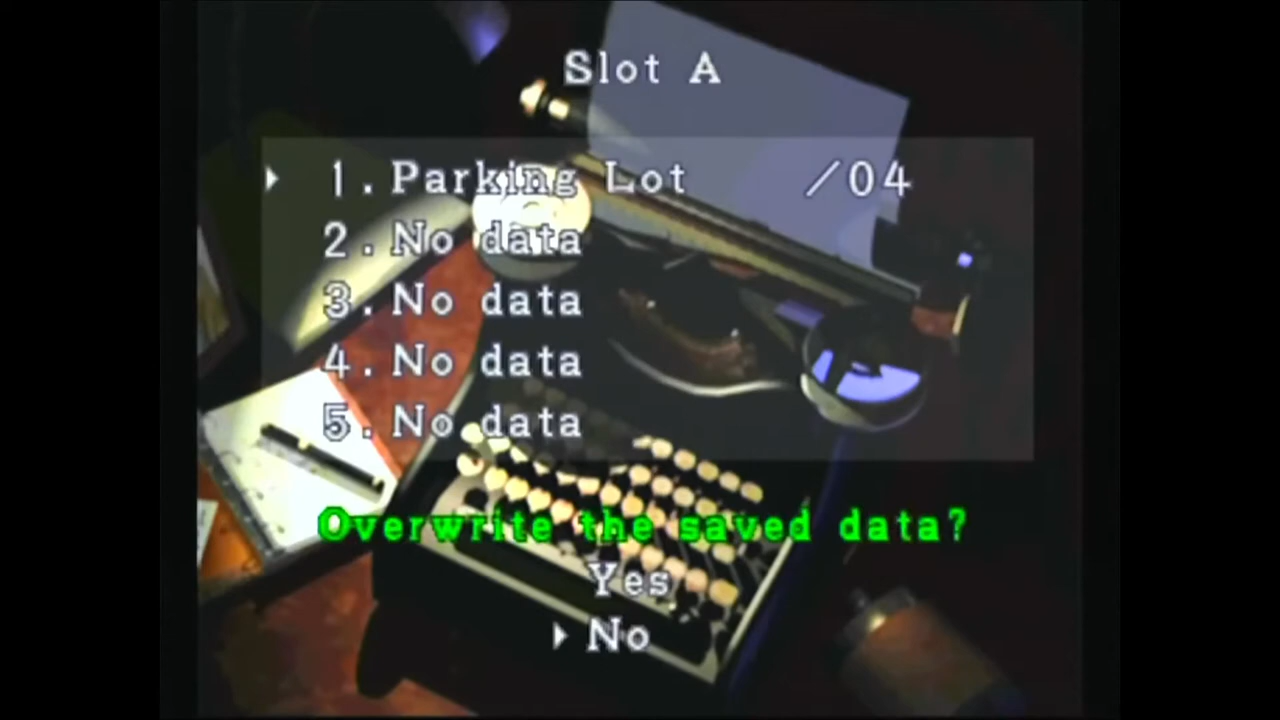 Slot A
1. Parking Lot /04
2. No data
3. No data
4. No data
5. No data
Overwrite the saved data?
Yes
No